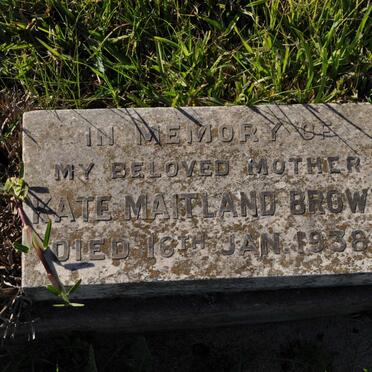 IN MEMORY OF
MY BELOVED MOTHER
KATE MAITLAND BROW
DIED 16TH JAN. 1938